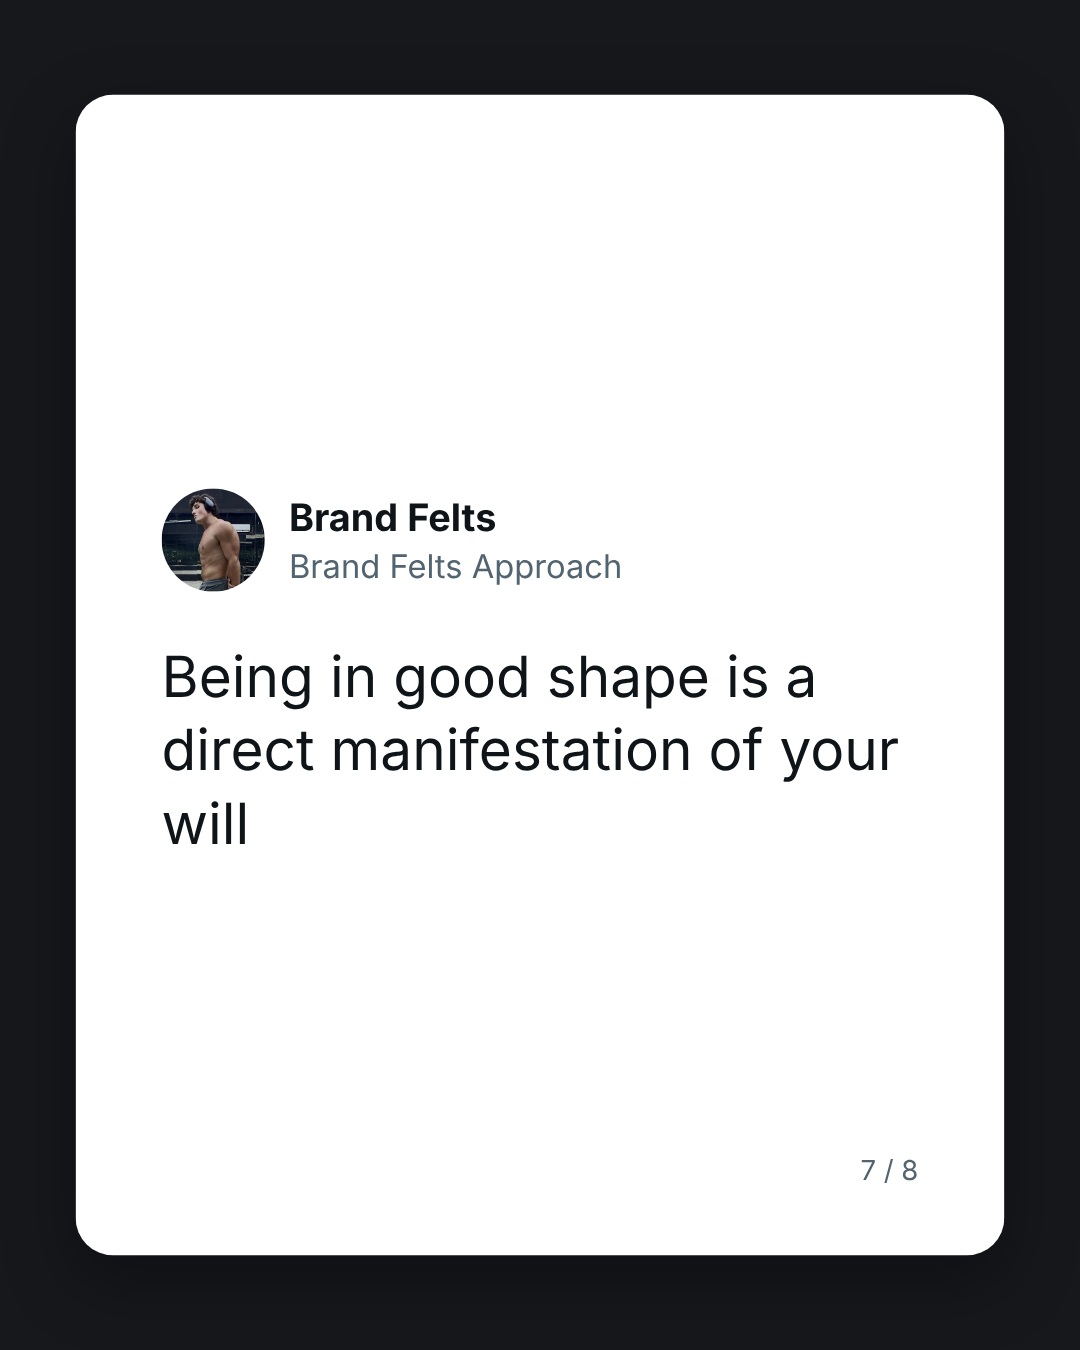 Brand Felts
Brand Felts Approach
Being in good shape is a
direct manifestation of your
will
7 / 8